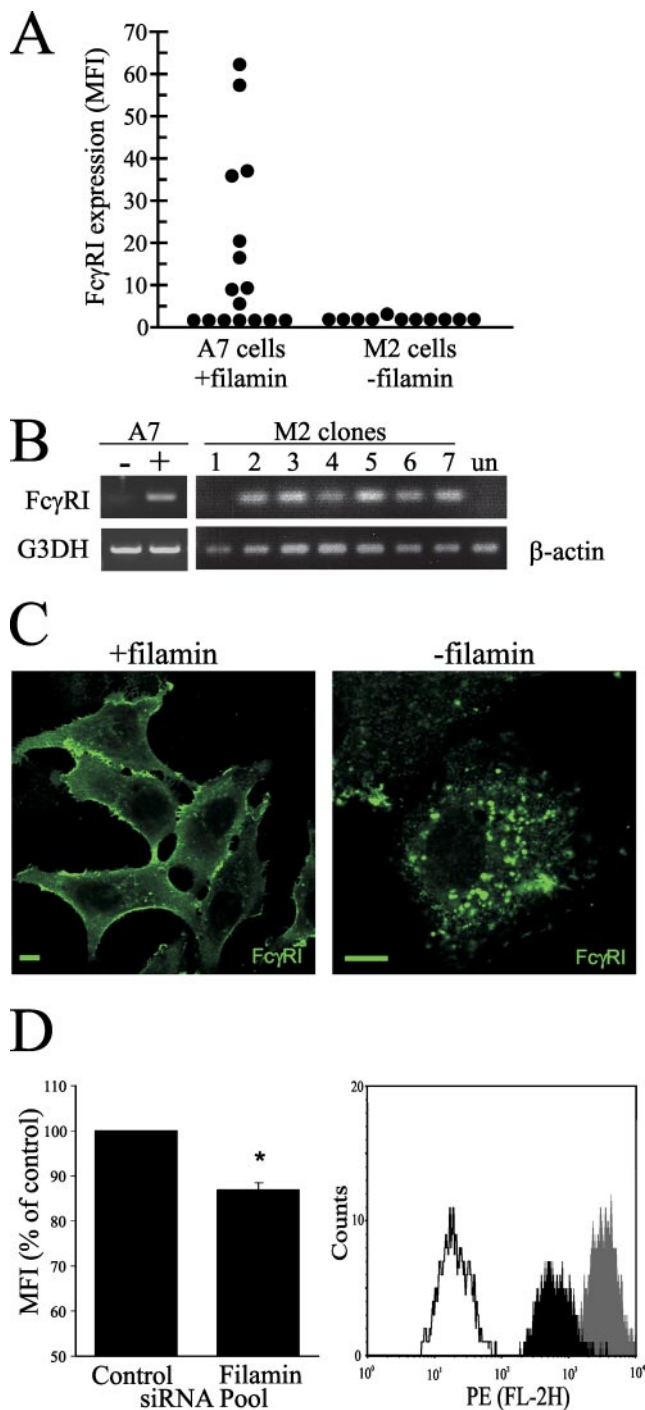 A
FcγRI expression (MFI)
70
60
50
40
30
20
10
0
A7 cells
+filamin
M2 cells
-filamin
B
A7
M2 clones
- + 1 2 3 4 5 6 7 un
FcγRI
G3DH
β-actin
C
+filamin
-filamin
FcγRI
FcγRI
D
MFI (% of control)
110
100
90
80
70
60
50
*
Control
Filamin
siRNA Pool
Counts
20
10
0
10⁰ 10¹ 10² 10³ 10⁴
PE (FL-2H)